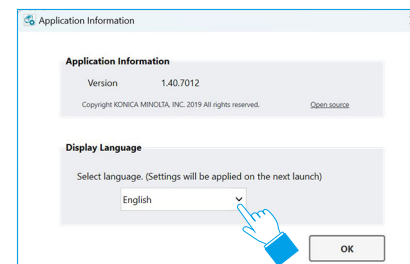 Application Information
Application Information
Version 1.40.7012
Copyright KONICA MINOLTA, INC. 2019 All rights reserved. Open source
Display Language
Select language. (Settings will be applied on the next launch)
English
OK